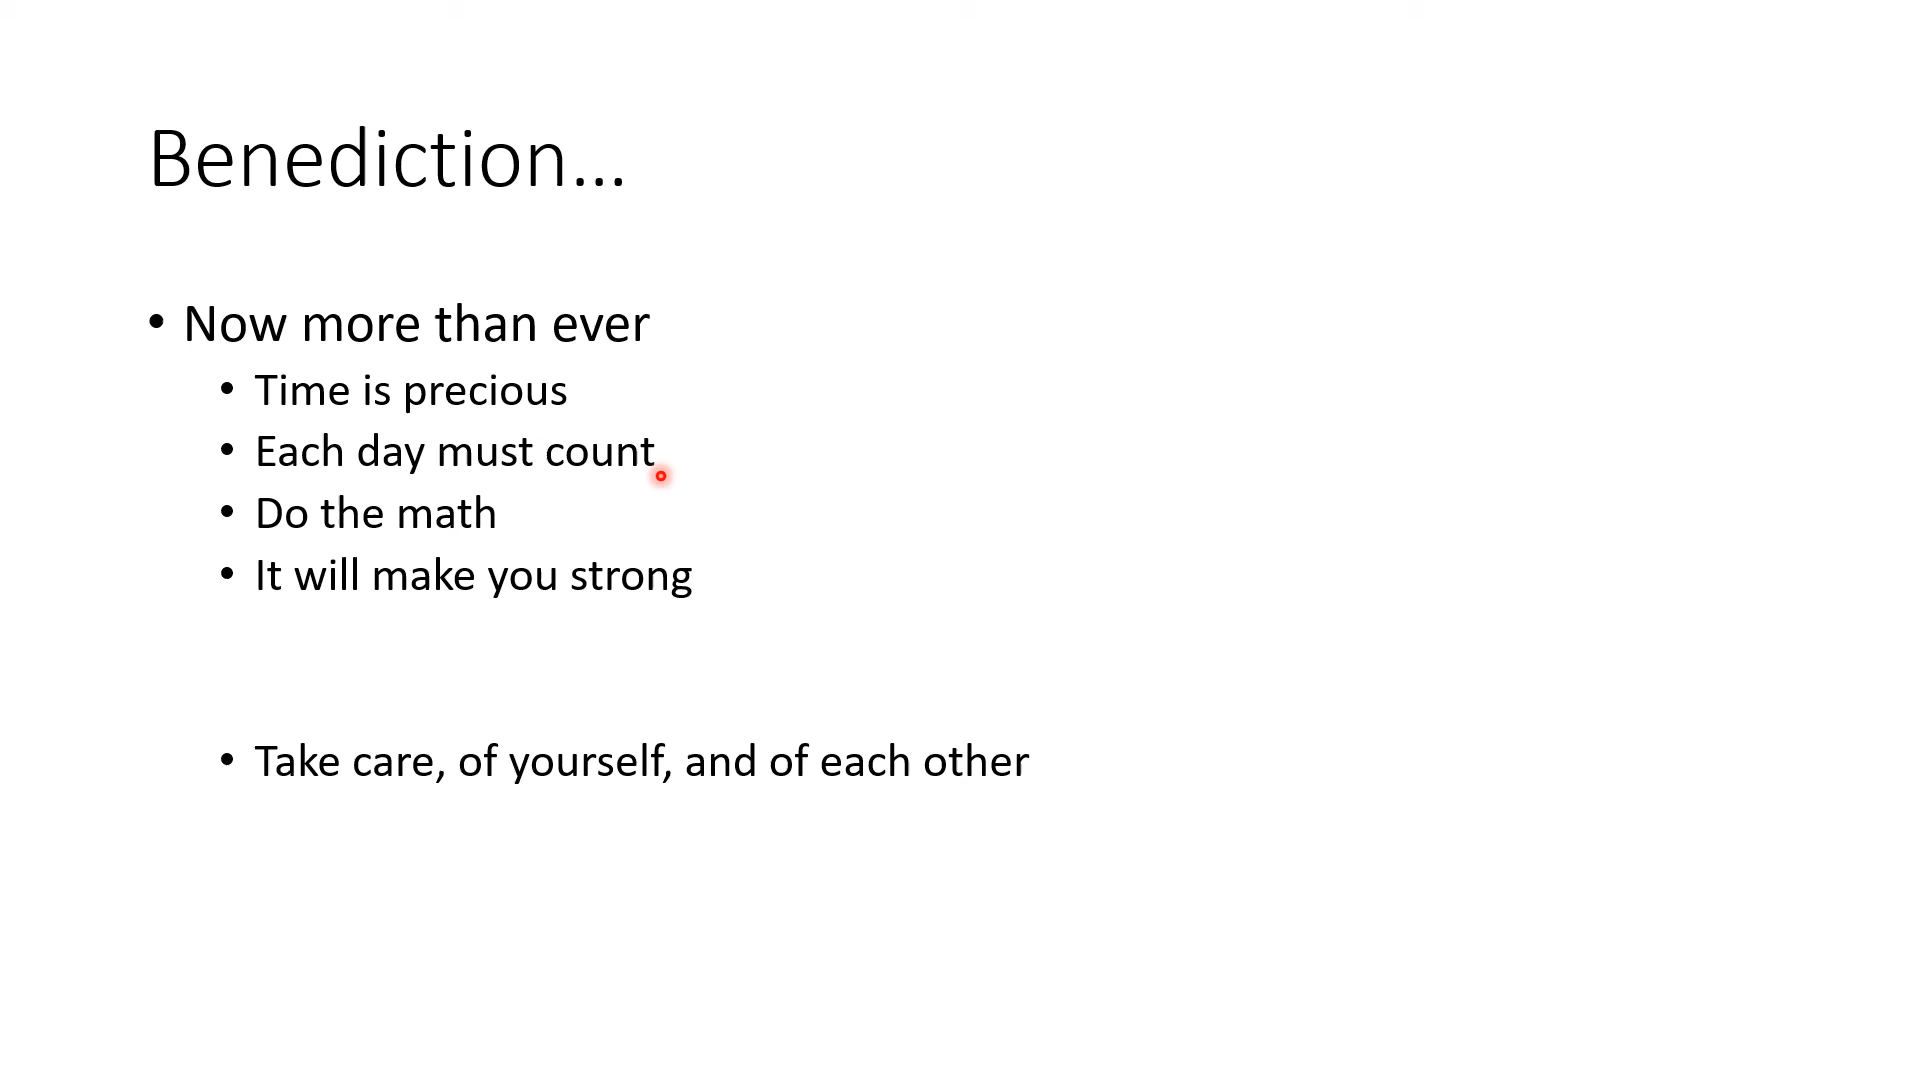 Benediction...
• Now more than ever
• Time is precious
• Each day must count
• Do the math
• It will make you strong
• Take care, of yourself, and of each other